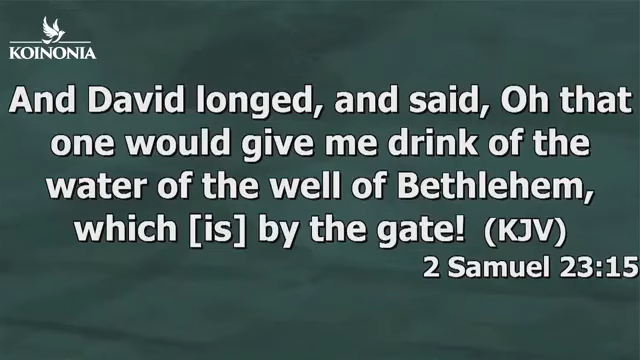 KOINONIA
And David longed, and said, Oh that
one would give me drink of the
water of the well of Bethlehem,
which [is] by the gate! (KJV)
2 Samuel 23:15